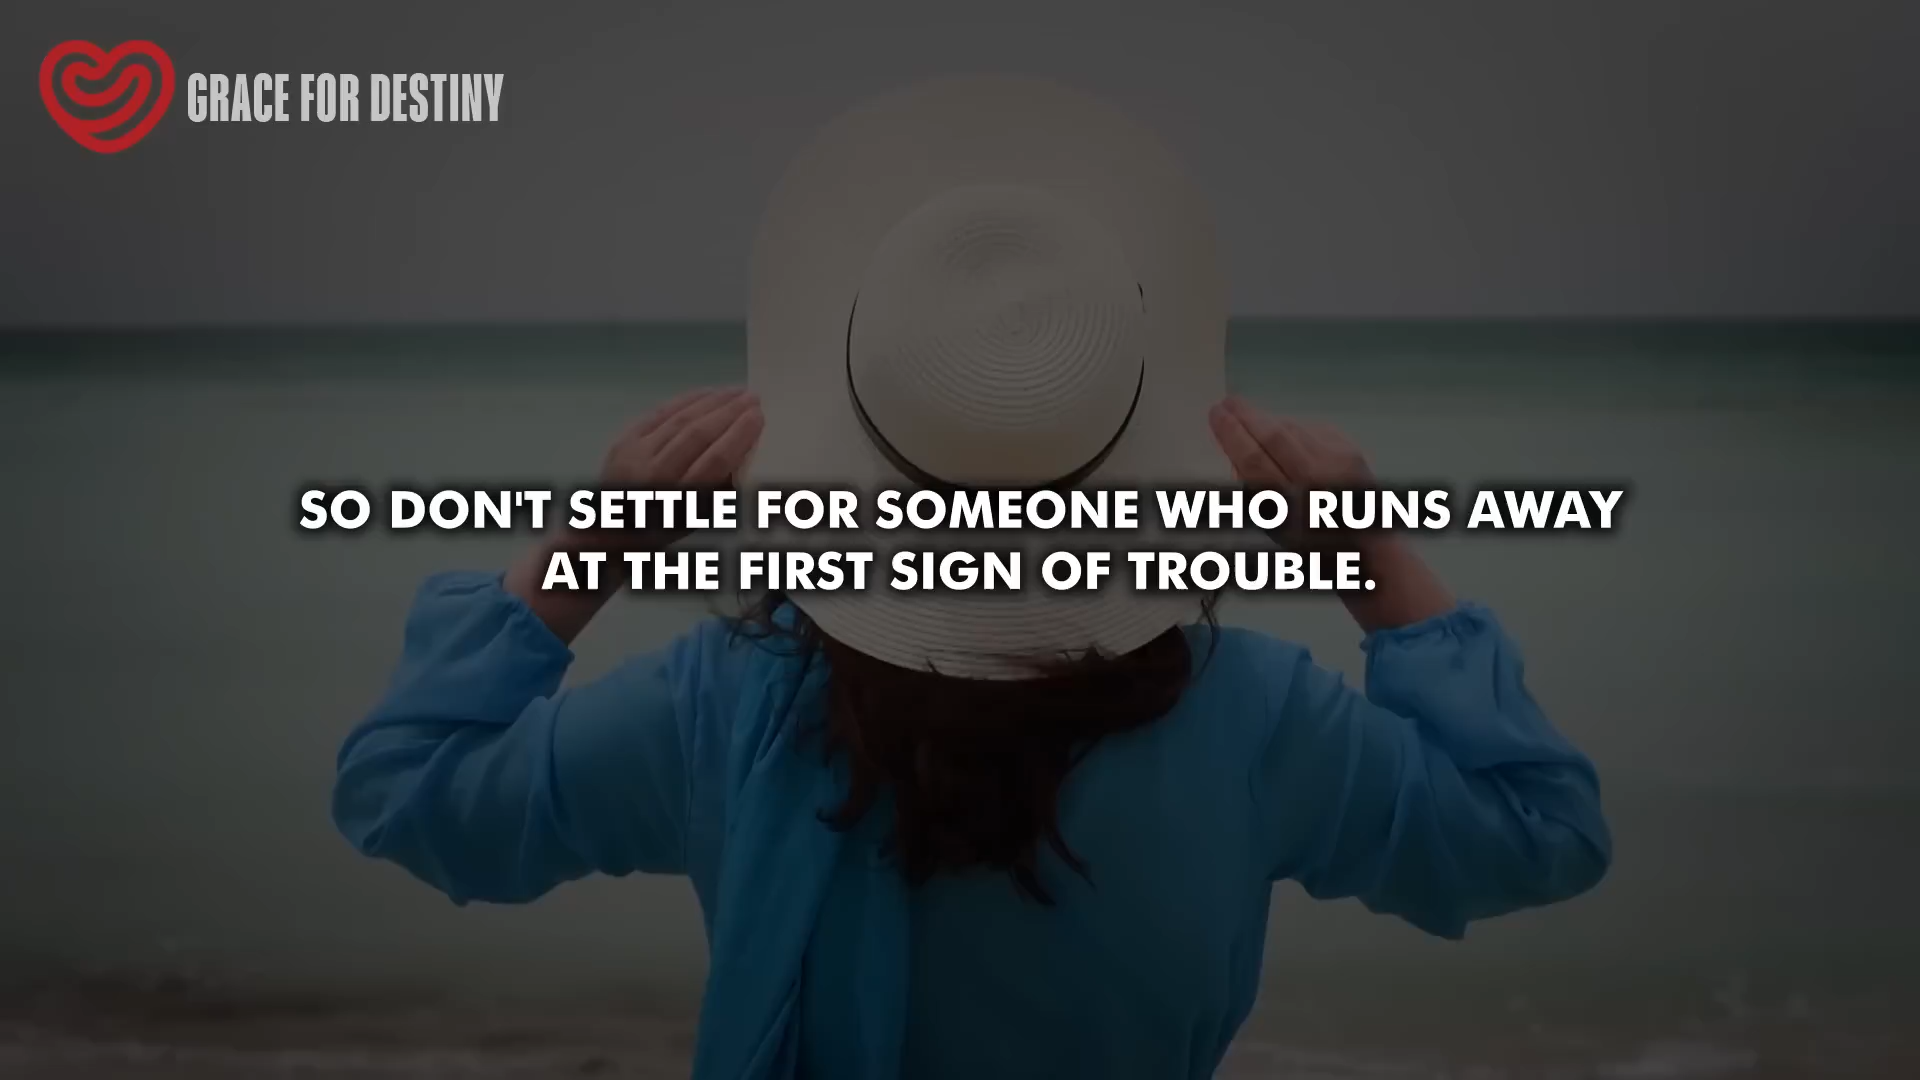 GRACE FOR DESTINY
SO DON'T SETTLE FOR SOMEONE WHO RUNS AWAY
AT THE FIRST SIGN OF TROUBLE.